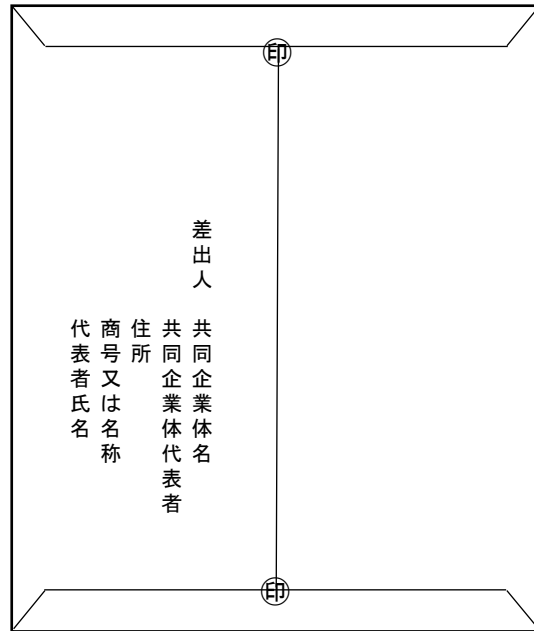 ㊞
差出人　共同企業体名
共同企業体代表者
住所
商号又は名称
代表者氏名
㊞